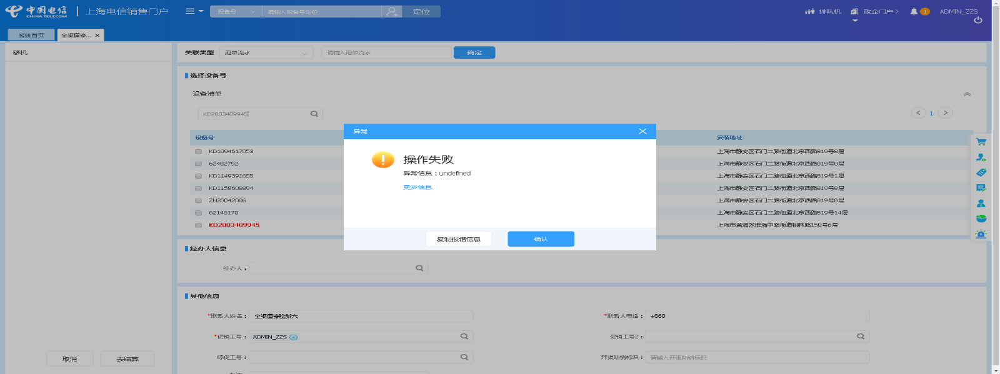 中国电信
CHINA TELECOM
上海电信销售门户
设备号
请输入设备号定位
定位
排队机
政企门户
1
ADMIN_ZZS
系统首页
全渠道穿...
移机
关联类型
甩单流水
请输入甩单流水
确定
选择设备号
设备清单
KD2003409945
< 1 >
设备号
安装地址
KD1094617053
上海市静安区石门二路街道北京西路819号8层
62482792
上海市静安区石门二路街道北京西路819号8层
KD1149391655
上海市静安区石门二路街道北京西路819号1层
KD1158608894
上海市静安区石门二路街道北京西路819号8层
ZH20042086
上海市静安区石门二路街道北京西路819号8层
62146170
上海市静安区石门二路街道北京西路819号14层
KD2003409945
上海市黄浦区淮海中路街道柳林路158号6层
异常
操作失败
异常信息：undefined
更多信息
复制报错信息
确认
经办人信息
经办人：
其他信息
*联系人姓名：
全渠道穿验新六
*联系人电话：
+860
*促销工号：
ADMIN_ZZS
促销工号2：
综促工号：
开渠助销标识：
请输入开渠助销标识
取消
去结算